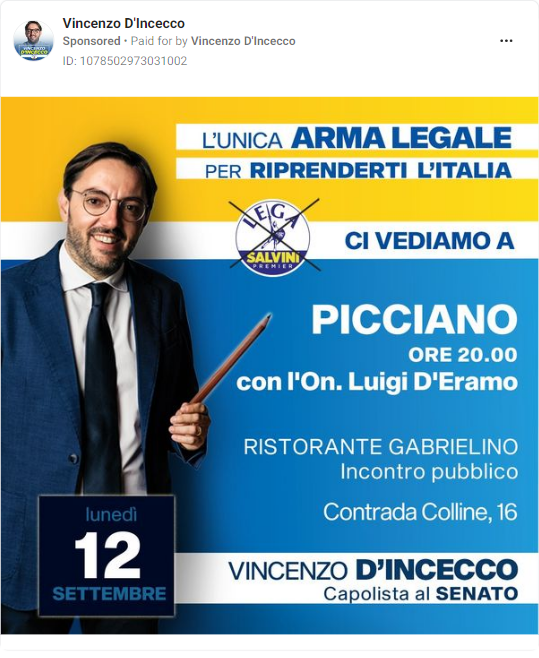 Vincenzo D'Incecco
Sponsored • Paid for by Vincenzo D'Incecco
ID: 1078502973031002
L'UNICA ARMA LEGALE
PER RIPRENDERTI L'ITALIA
LEGA
SALVINI
PREMIER
CI VEDIAMO A
PICCIANO
ORE 20.00
con l'On. Luigi D'Eramo
RISTORANTE GABRIELINO
Incontro pubblico
Contrada Colline, 16
lunedì
12
SETTEMBRE
VINCENZO D'INCECCO
Capolista al SENATO